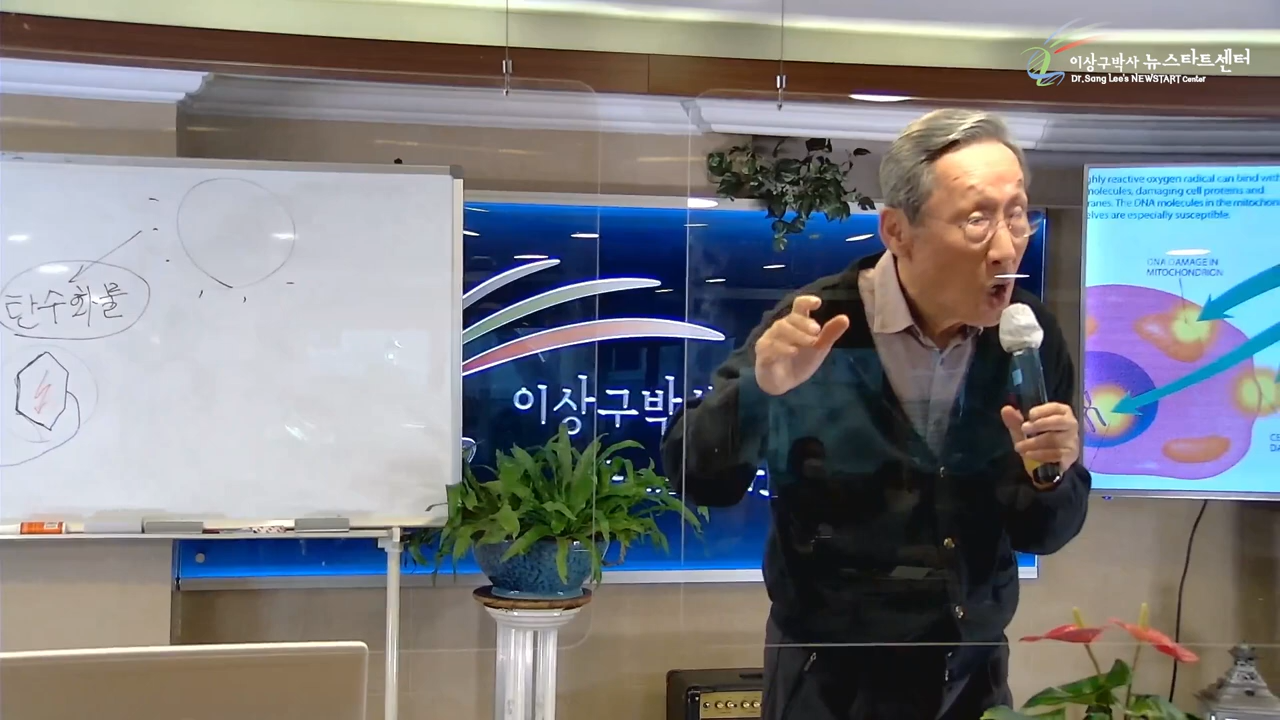 이상구박사 뉴스타트센터
Dr.Sang Lee's NEWSTART Center
탄수화물
이상구박
ghly reactive oxygen radical can bind with
molecules, damaging cell proteins and
ranes. The DNA molecules in the mitochon
elves are especially susceptible.
DNA DAMAGE IN
MITOCHONDRION
CE
DA